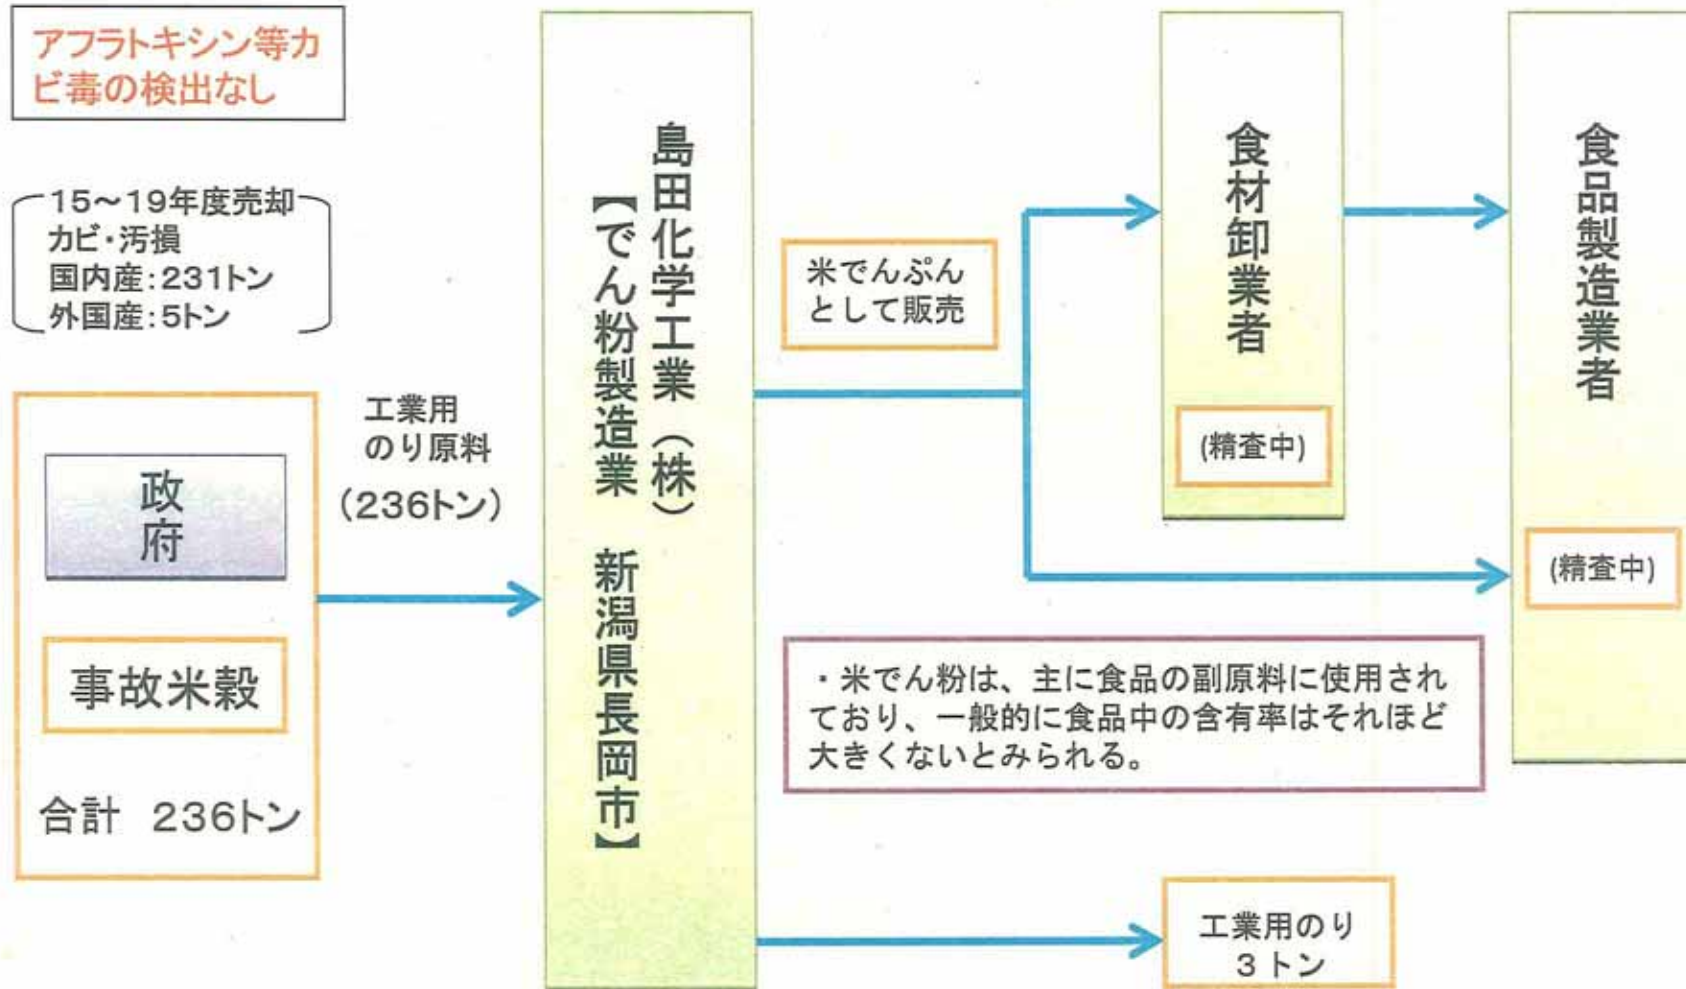 アフラトキシン等カ
ビ毒の検出なし
15～19年度売却
カビ・汚損
国内産：231トン
外国産：5トン
政
府
事故米穀
合計　236トン
工業用
のり原料
（236トン）
島田化学工業（株）
【でん粉製造業　新潟県長岡市】
米でんぷん
として販売
食材卸業者
(精査中)
食品製造業者
(精査中)
・米でん粉は、主に食品の副原料に使用され
ており、一般的に食品中の含有率はそれほど
大きくないとみられる。
工業用のり
３トン